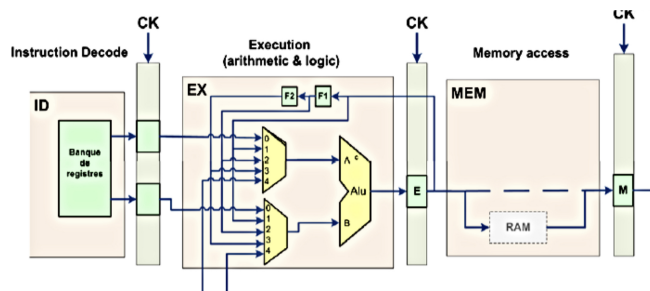 CK
CK
CK
Instruction Decode
Execution
(arithmetic & logic)
Memory access
ID
EX
MEM
F2
F1
Banque
de
registres
0
1
2
3
4
0
1
2
3
4
A
c
Alu
B
E
M
RAM